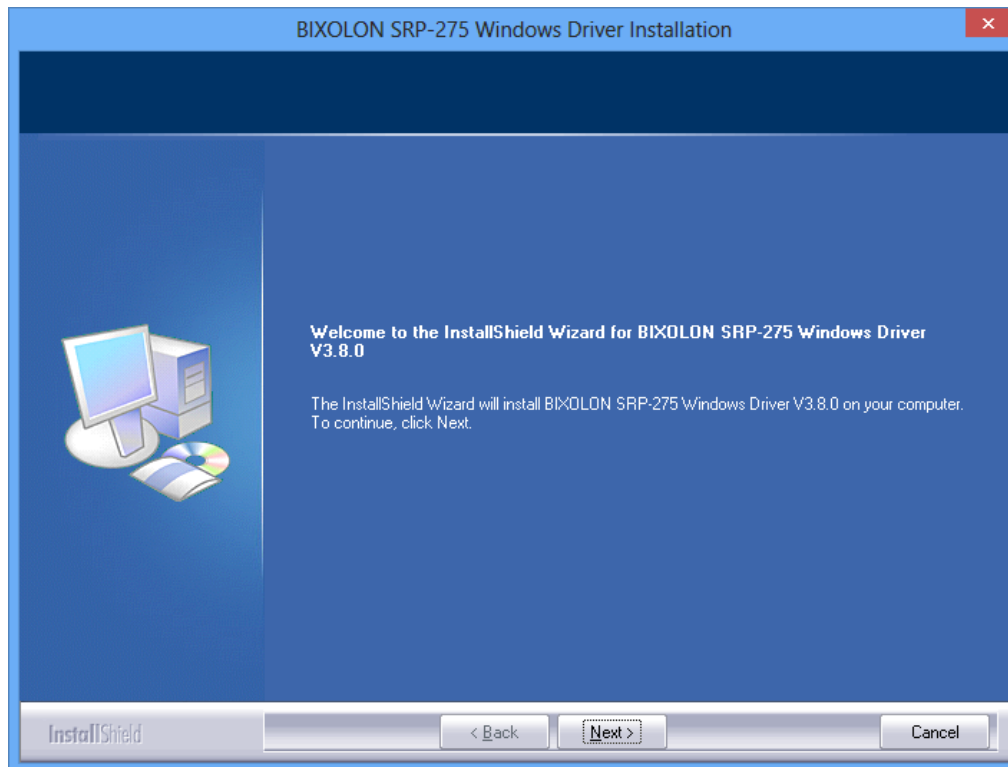 BIXOLON SRP-275 Windows Driver Installation
Welcome to the InstallShield Wizard for BIXOLON SRP-275 Windows Driver
V3.8.0
The InstallShield Wizard will install BIXOLON SRP-275 Windows Driver V3.8.0 on your computer.
To continue, click Next.
InstallShield
< Back
Next >
Cancel